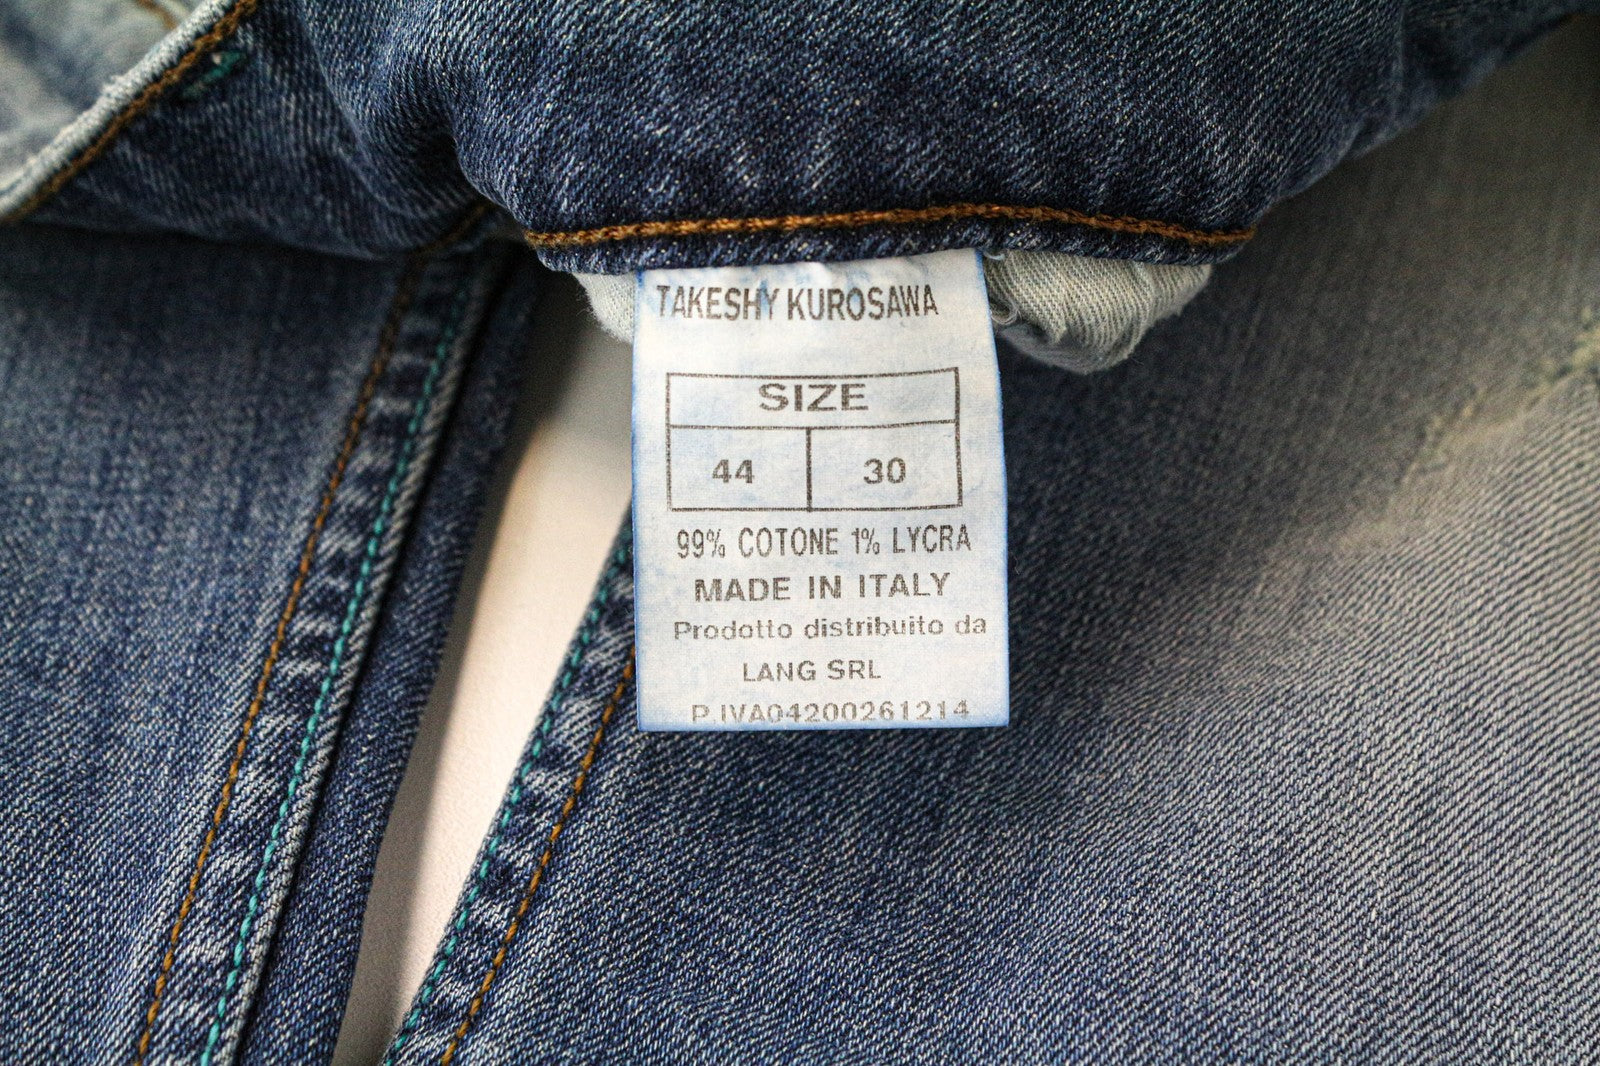 TAKESHY KUROSAWA
SIZE
44 30
99% COTONE 1% LYCRA
MADE IN ITALY
Prodotto distribuito da
LANG SRL
P.IVA04200261214